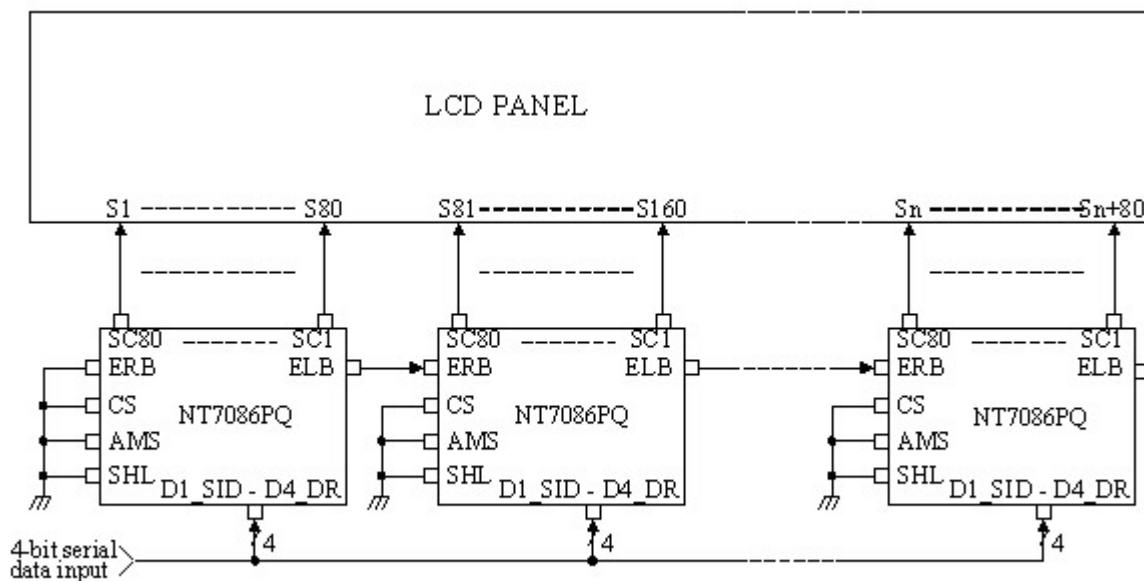 LCD PANEL
S1 S80 S81 S160 Sn Sn+80
SC80 SC1 SC80 SC1 SC80 SC1
ERB ELB ERB ELB ERB ELB
CS CS CS
NT7086PQ NT7086PQ NT7086PQ
AMS AMS AMS
SHL SHL SHL
D1_SID - D4_DR D1_SID - D4_DR D1_SID - D4_DR
4-bit serial 4 4 4
data input